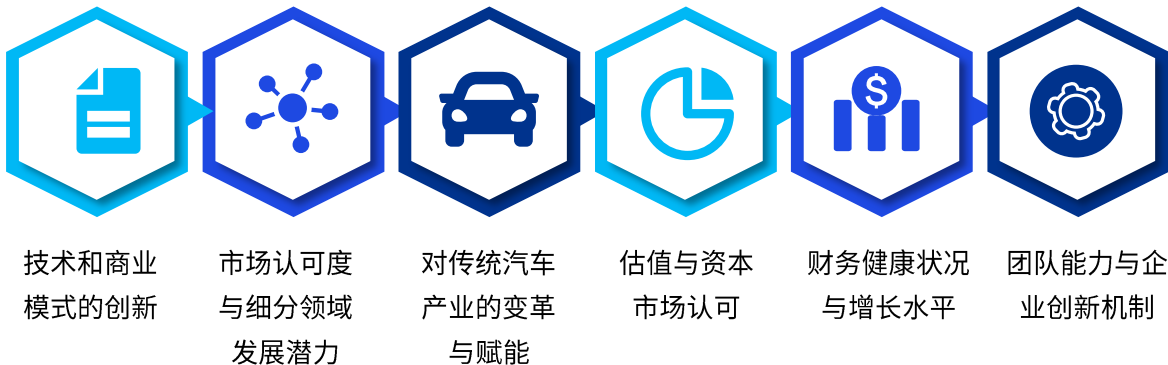 技术和商业
模式的创新
市场认可度
与细分领域
发展潜力
对传统汽车
产业的变革
与赋能
估值与资本
市场认可
财务健康状况
与增长水平
团队能力与企
业创新机制
$